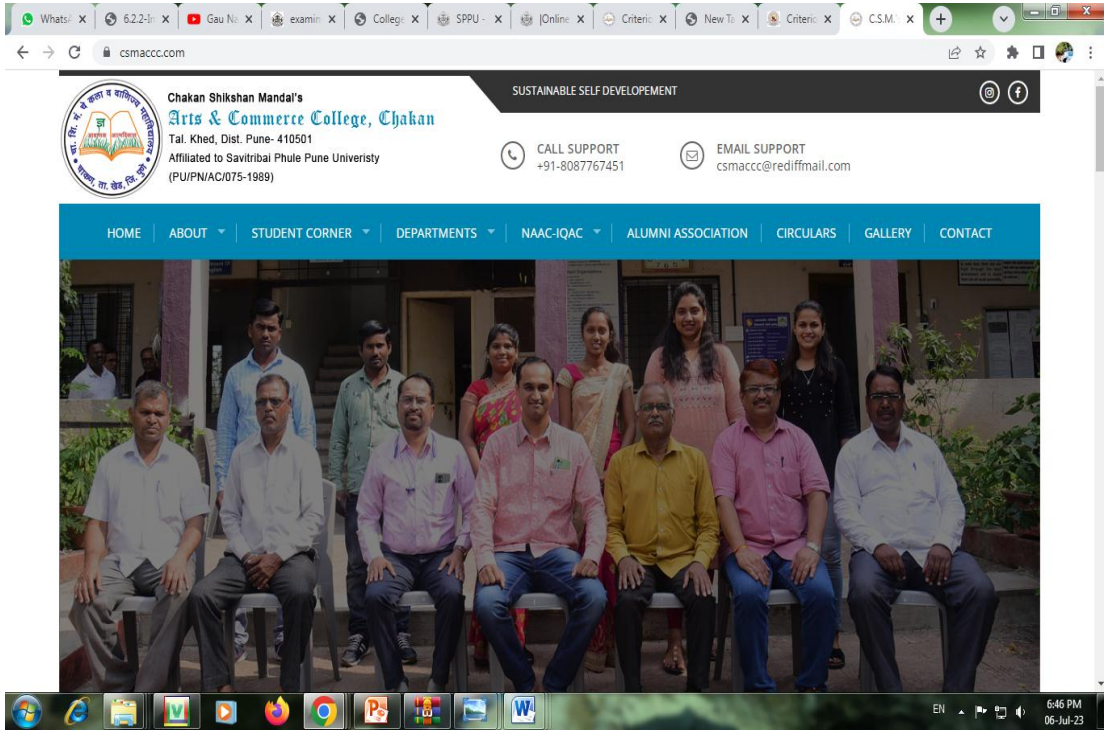 WhatsA
6.2.2-In
Gau Na
examin
College
SPPU -
|Online
Criteric
New Ta
Criteric
C.S.M.
csmaccc.com
Chakan Shikshan Mandal's
Arts & Commerce College, Chakan
Tal. Khed, Dist. Pune- 410501
Affiliated to Savitribai Phule Pune Univeristy
(PU/PN/AC/075-1989)
SUSTAINABLE SELF DEVELOPEMENT
CALL SUPPORT
+91-8087767451
EMAIL SUPPORT
csmaccc@rediffmail.com
HOME
ABOUT
STUDENT CORNER
DEPARTMENTS
NAAC-IQAC
ALUMNI ASSOCIATION
CIRCULARS
GALLERY
CONTACT
EN
6:46 PM
06-Jul-23